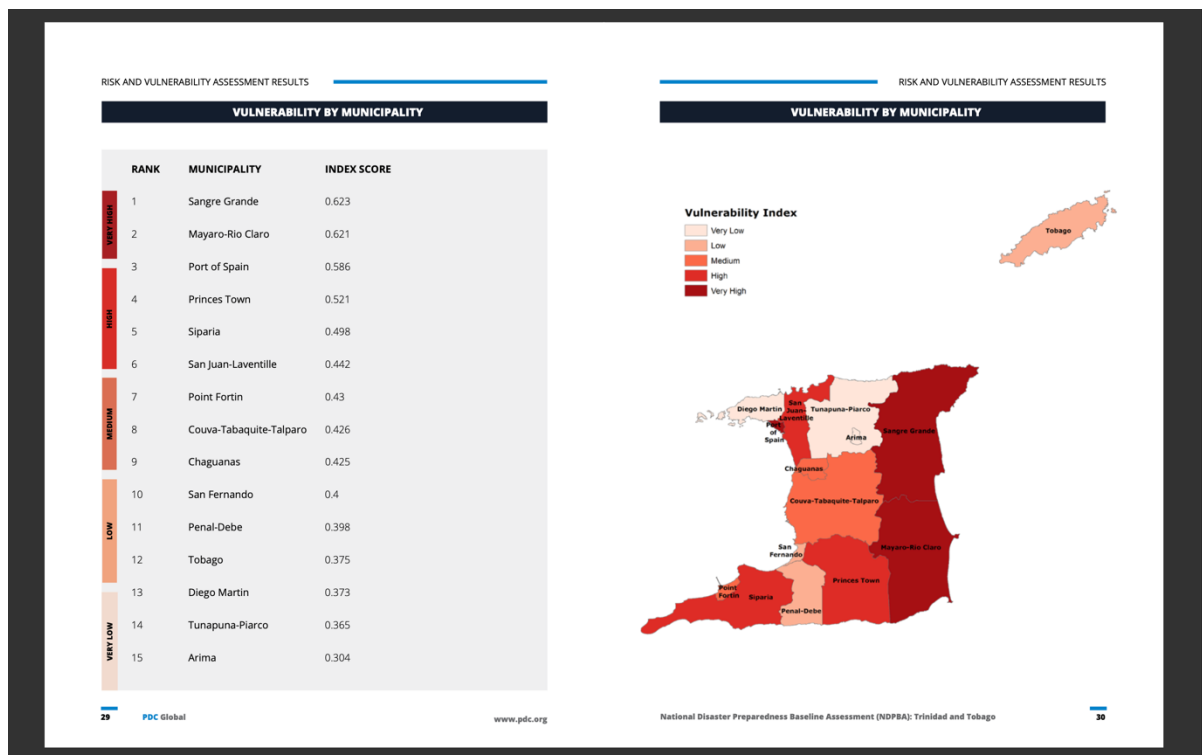 RISK AND VULNERABILITY ASSESSMENT RESULTS
VULNERABILITY BY MUNICIPALITY
RANK MUNICIPALITY INDEX SCORE
VERY HIGH
1 Sangre Grande 0.623
2 Mayaro-Rio Claro 0.621
HIGH
3 Port of Spain 0.586
4 Princes Town 0.521
5 Siparia 0.498
6 San Juan-Laventille 0.442
MEDIUM
7 Point Fortin 0.43
8 Couva-Tabaquite-Talparo 0.426
9 Chaguanas 0.425
LOW
10 San Fernando 0.4
11 Penal-Debe 0.398
12 Tobago 0.375
VERY LOW
13 Diego Martin 0.373
14 Tunapuna-Piarco 0.365
15 Arima 0.304
29 PDC Global www.pdc.org
RISK AND VULNERABILITY ASSESSMENT RESULTS
VULNERABILITY BY MUNICIPALITY
Vulnerability Index
Very Low
Low
Medium
High
Very High
Tobago
Diego Martin
San
Juan-
Laventille
Tunapuna-Piarco
Port
of
Spain
Arima
Sangre Grande
Chaguanas
Couva-Tabaquite-Talparo
San
Fernando
Mayaro-Rio Claro
Point
Fortin
Siparia
Princes Town
Penal-Debe
National Disaster Preparedness Baseline Assessment (NDPBA): Trinidad and Tobago 30